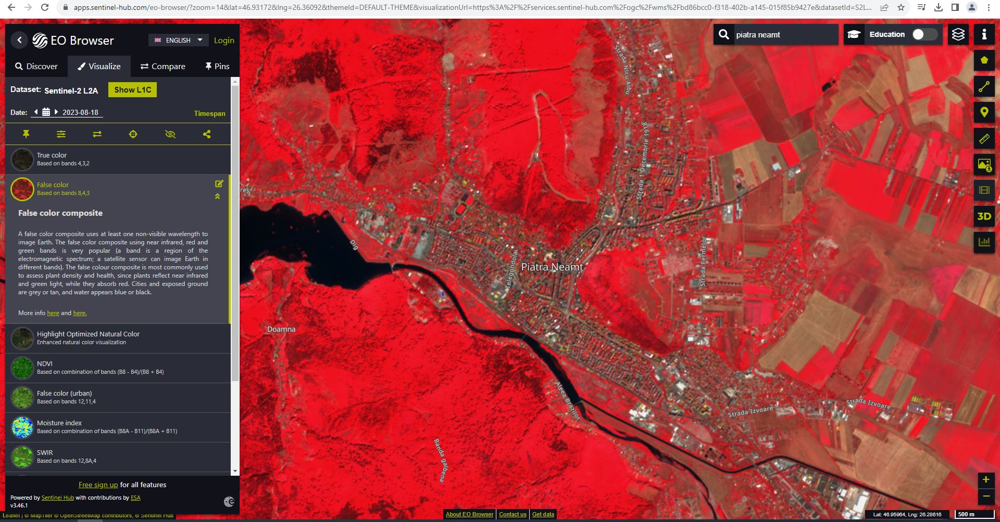 apps.sentinel-hub.com/eo-browser/?zoom=14&lat=46.93172&lng=26.36092&themeId=DEFAULT-THEME&visualizationUrl=https%3A%2F%2Fservices.sentinel-hub.com%2Fogc%2Fwms%2Fbd86bcc0-f318-402b-a145-015f85b9427e&datasetId=S2L...
EO Browser
ENGLISH
Login
piatra neamt
Education
Discover
Visualize
Compare
Pins
Dataset: Sentinel-2 L2A
Show L1C
Date: 2023-08-18
Timespan
True color
Based on bands 4,3,2
False color
Based on bands 8,4,3
False color composite
A false color composite uses at least one non-visible wavelength to
image Earth. The false color composite using near infrared, red and
green bands is very popular (a band is a region of the
electromagnetic spectrum; a satellite sensor can image Earth in
different bands). The false colour composite is most commonly used
to assess plant density and health, since plants reflect near infrared
and green light, while they absorb red. Cities and exposed ground
are grey or tan, and water appears blue or black.
More info here and here.
Highlight Optimized Natural Color
Enhanced natural color visualization
NDVI
Based on combination of bands (B8 - B4)/(B8 + B4)
False color (urban)
Based on bands 12,11,4
Moisture index
Based on combination of bands (B8A - B11)/(B8A + B11)
SWIR
Based on bands 12,8A,4
Free sign up for all features
Powered by Sentinel Hub with contributions by ESA
v3.46.1
Leaflet | © MapTiler © OpenStreetMap contributors, © Sentinel Hub
Strada Nicu Albu
Strada 1 Decembrie 1918
Dig
Telegondola
Piatra Neamț
Strada Fermelor
Doamna
Aleea Brazilor
Strada Izvoare
Strada Izvoare
Banda galbena
3D
About EO Browser
Contact us
Get data
Lat: 46.95964, Lng: 26.28616
500 m